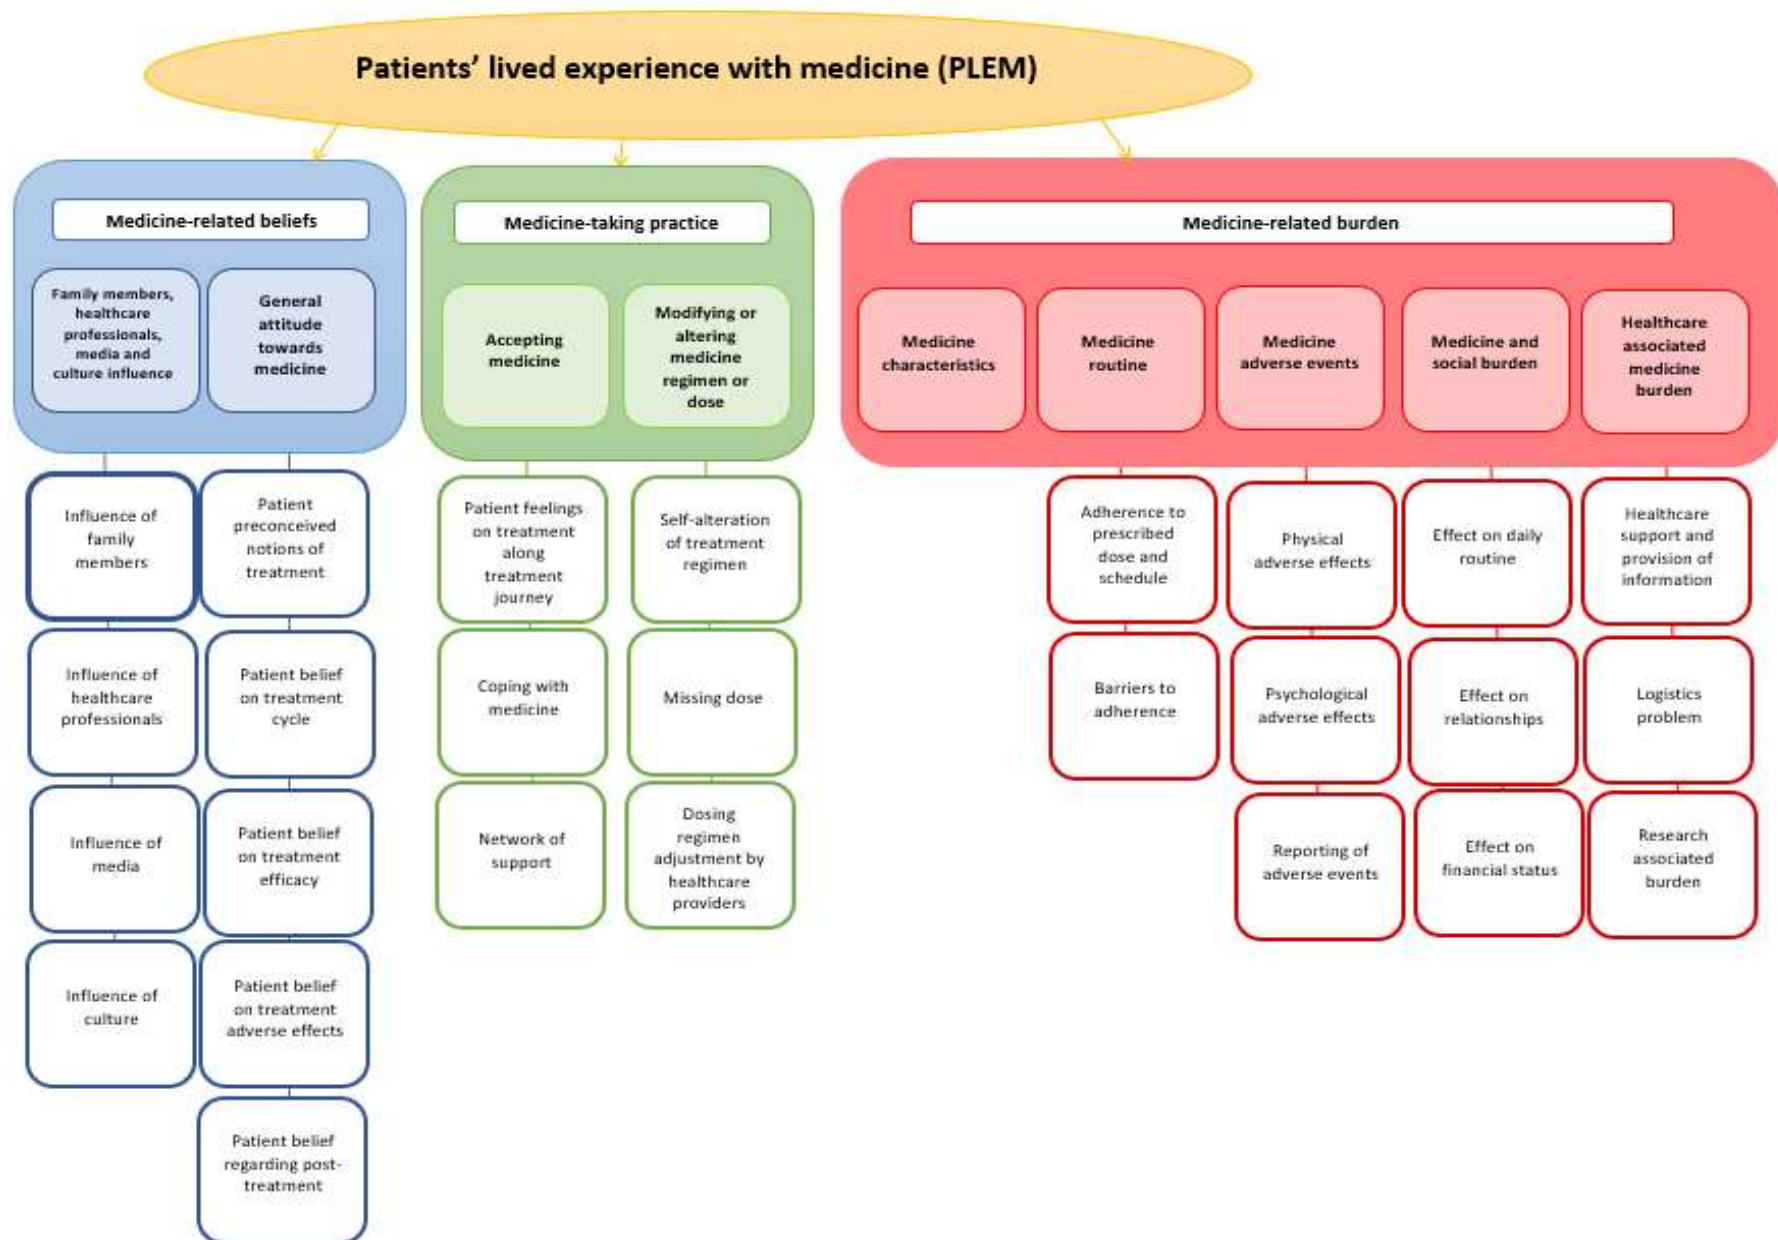 Patients' lived experience with medicine (PLEM)
Medicine-related beliefs
Family members,
healthcare
professionals,
media and
culture influence
General
attitude
towards
medicine
Influence of
family
members
Influence of
healthcare
professionals
Influence of
media
Influence of
culture
Patient
preconceived
notions of
treatment
Patient belief
on treatment
cycle
Patient belief
on treatment
efficacy
Patient belief
on treatment
adverse effects
Patient belief
regarding post-
treatment
Medicine-taking practice
Accepting
medicine
Modifying or
altering
medicine
regimen or
dose
Patient feelings
on treatment
along
treatment
journey
Coping with
medicine
Network of
support
Self-alteration
of treatment
regimen
Missing dose
Dosing
regimen
adjustment by
healthcare
providers
Medicine-related burden
Medicine
characteristics
Medicine
routine
Medicine
adverse events
Medicine and
social burden
Healthcare
associated
medicine
burden
Adherence to
prescribed
dose and
schedule
Barriers to
adherence
Physical
adverse effects
Psychological
adverse effects
Reporting of
adverse events
Effect on daily
routine
Effect on
relationships
Effect on
financial status
Healthcare
support and
provision of
information
Logistics
problem
Research
associated
burden